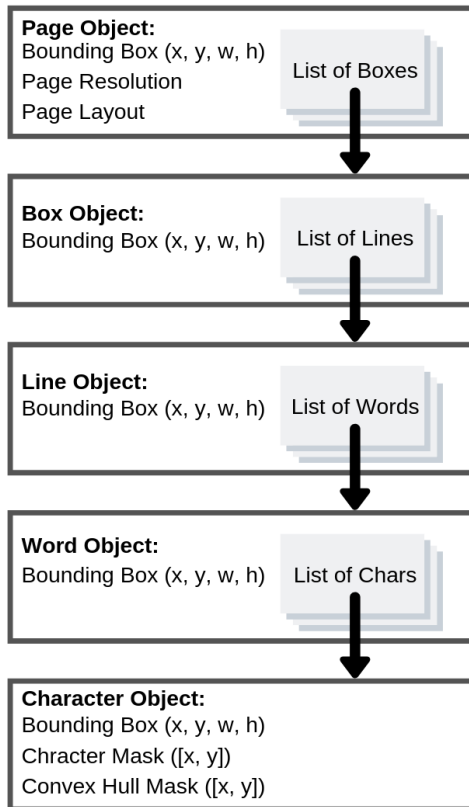 Page Object:
Bounding Box (x, y, w, h)
Page Resolution
Page Layout
List of Boxes
Box Object:
Bounding Box (x, y, w, h)
List of Lines
Line Object:
Bounding Box (x, y, w, h)
List of Words
Word Object:
Bounding Box (x, y, w, h)
List of Chars
Character Object:
Bounding Box (x, y, w, h)
Chracter Mask ([x, y])
Convex Hull Mask ([x, y])